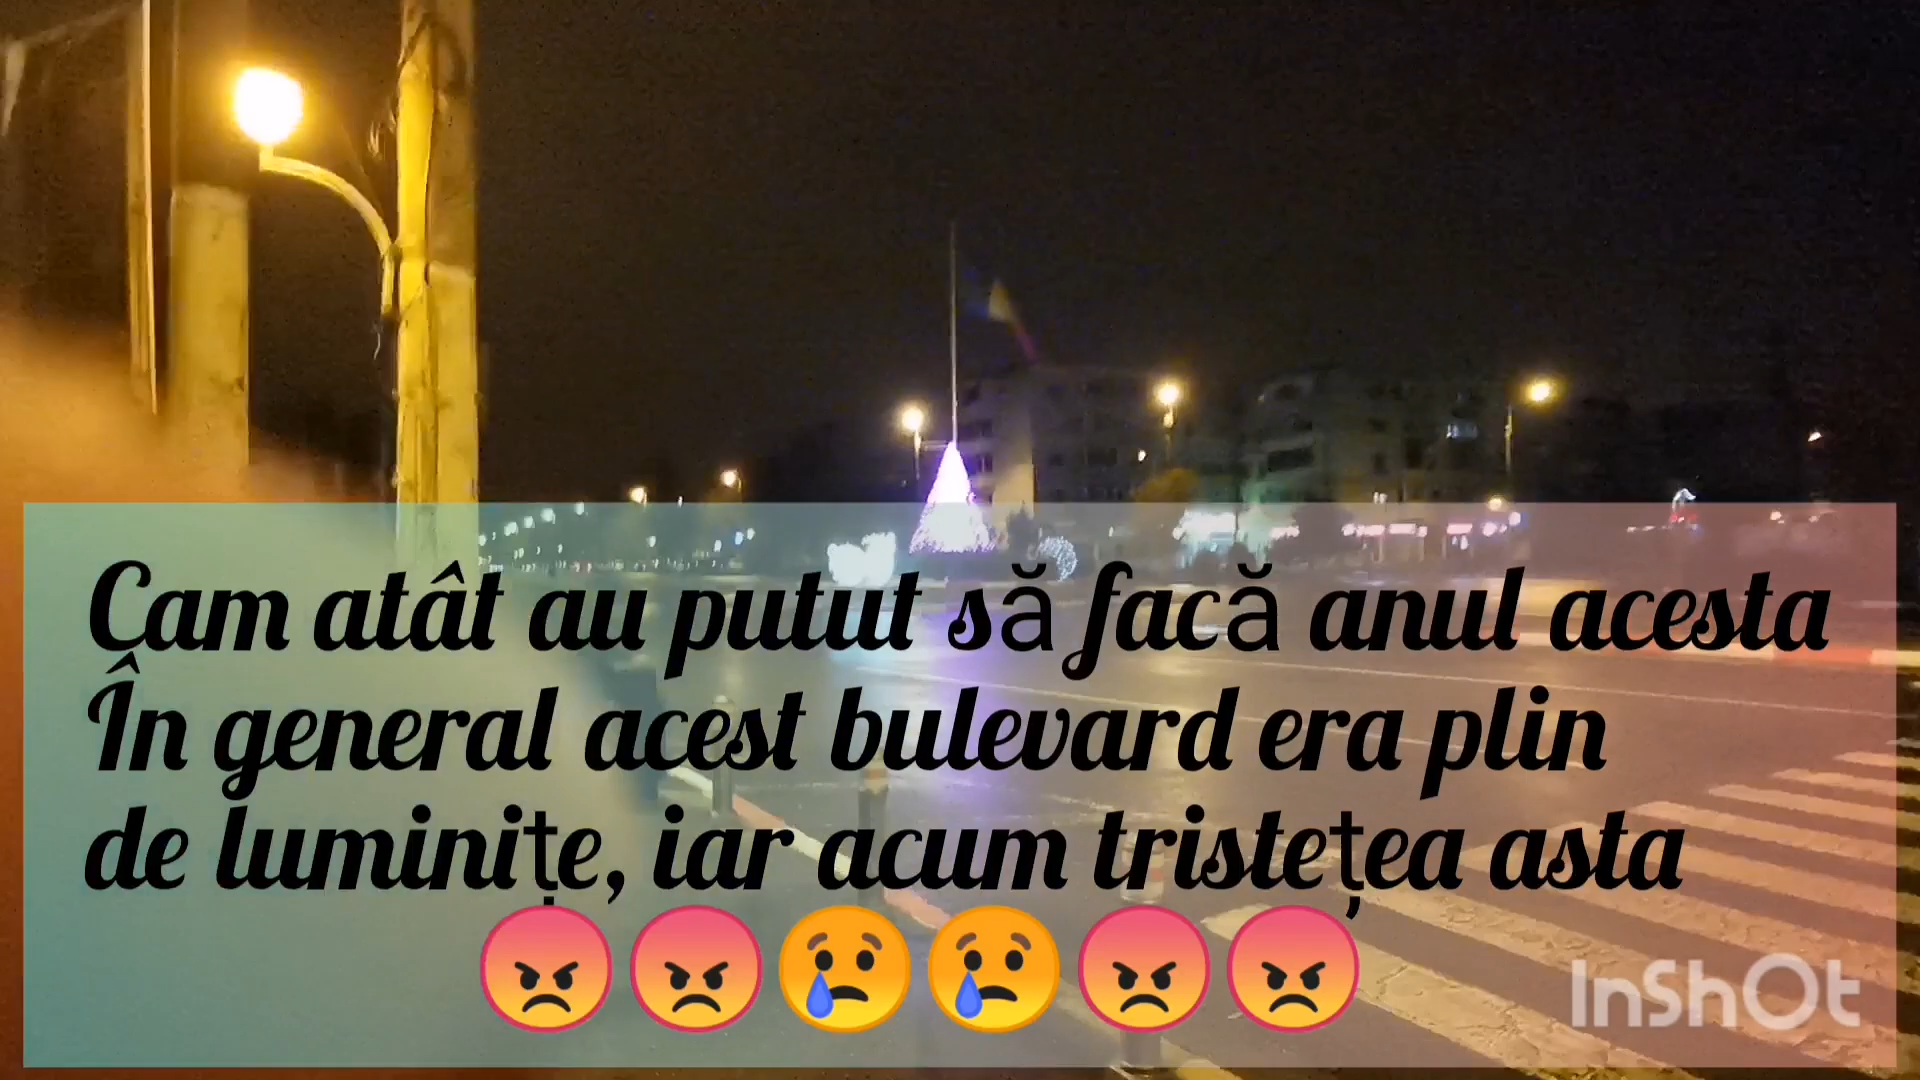 Cam atât au putut să facă anul acesta
În general acest bulevard era plin
de luminițe, iar acum tristețea asta
😡😡😢😢😡😡
InShOt